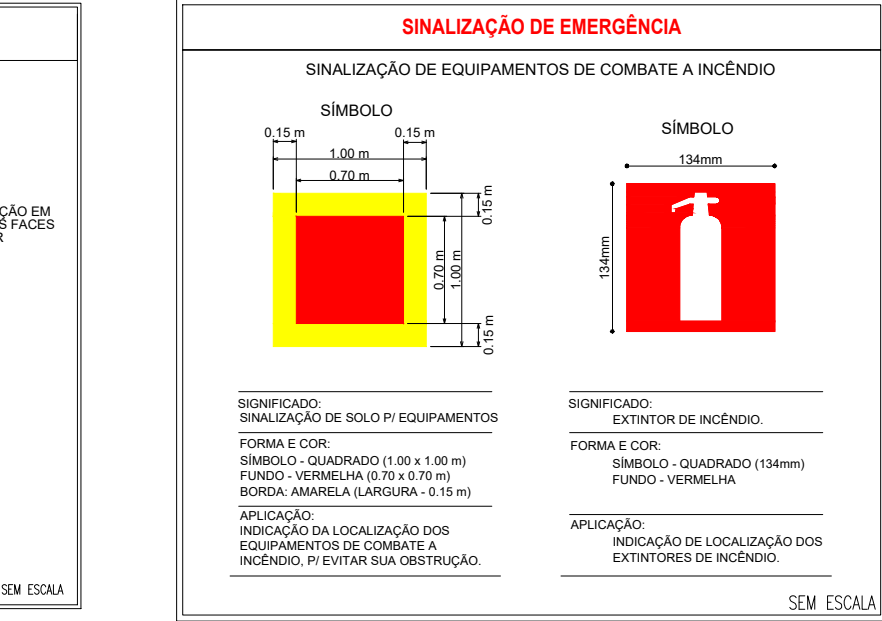 ÇÃO EM
S FACES
R
SEM ESCALA
SINALIZAÇÃO DE EMERGÊNCIA
SINALIZAÇÃO DE EQUIPAMENTOS DE COMBATE A INCÊNDIO
SÍMBOLO
0.15 m
0.15 m
1.00 m
0.70 m
0.15 m
0.70 m
1.00 m
0.15 m
SIGNIFICADO:
SINALIZAÇÃO DE SOLO P/ EQUIPAMENTOS
FORMA E COR:
SÍMBOLO - QUADRADO (1.00 x 1.00 m)
FUNDO - VERMELHA (0.70 x 0.70 m)
BORDA: AMARELA (LARGURA - 0.15 m)
APLICAÇÃO:
INDICAÇÃO DA LOCALIZAÇÃO DOS
EQUIPAMENTOS DE COMBATE A
INCÊNDIO, P/ EVITAR SUA OBSTRUÇÃO.
SÍMBOLO
134mm
134mm
SIGNIFICADO:
EXTINTOR DE INCÊNDIO.
FORMA E COR:
SÍMBOLO - QUADRADO (134mm)
FUNDO - VERMELHA
APLICAÇÃO:
INDICAÇÃO DE LOCALIZAÇÃO DOS
EXTINTORES DE INCÊNDIO.
SEM ESCALA